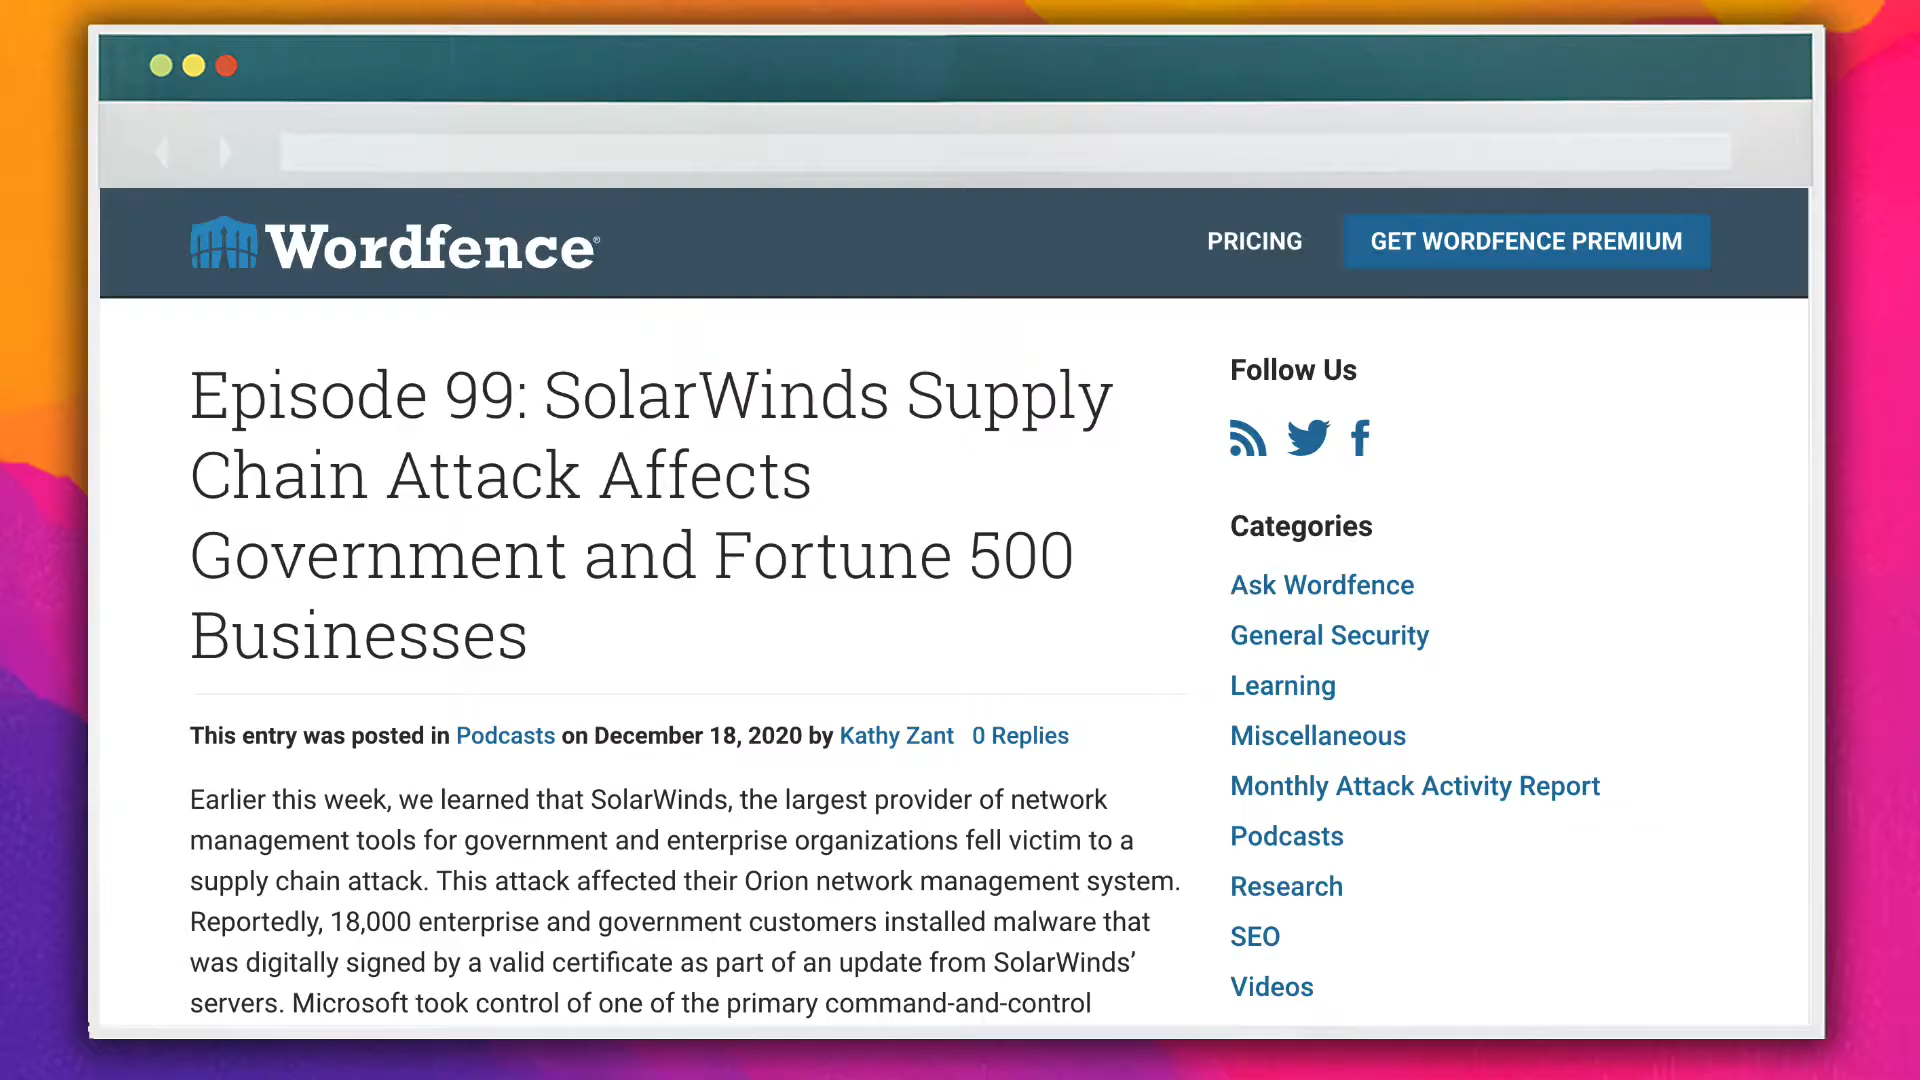 Wordfence®
PRICING
GET WORDFENCE PREMIUM
Episode 99: SolarWinds Supply
Chain Attack Affects
Government and Fortune 500
Businesses
This entry was posted in Podcasts on December 18, 2020 by Kathy Zant 0 Replies
Earlier this week, we learned that SolarWinds, the largest provider of network
management tools for government and enterprise organizations fell victim to a
supply chain attack. This attack affected their Orion network management system.
Reportedly, 18,000 enterprise and government customers installed malware that
was digitally signed by a valid certificate as part of an update from SolarWinds’
servers. Microsoft took control of one of the primary command-and-control
Follow Us
Categories
Ask Wordfence
General Security
Learning
Miscellaneous
Monthly Attack Activity Report
Podcasts
Research
SEO
Videos